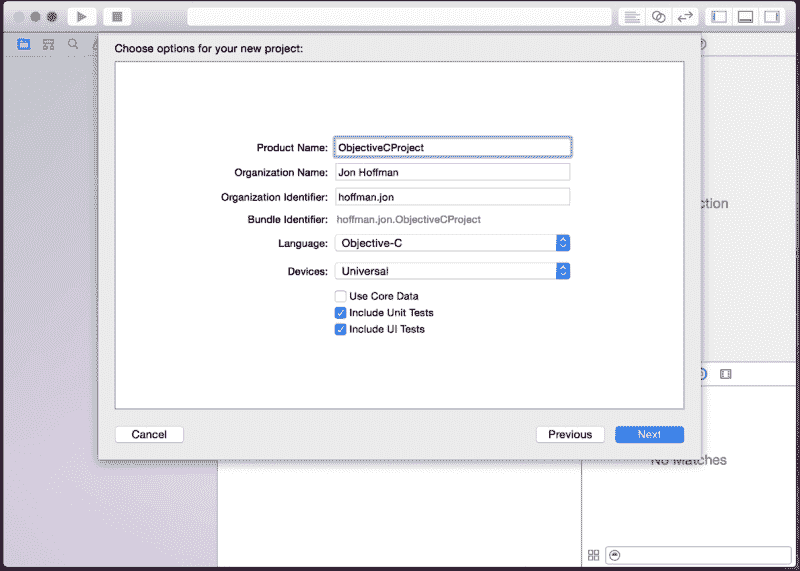 Choose options for your new project:
Product Name: ObjectiveCProject
Organization Name: Jon Hoffman
Organization Identifier: hoffman.jon
Bundle Identifier: hoffman.jon.ObjectiveCProject
Language: Objective-C
Devices: Universal
Use Core Data
Include Unit Tests
Include UI Tests
Cancel Previous Next
ction
No Matches